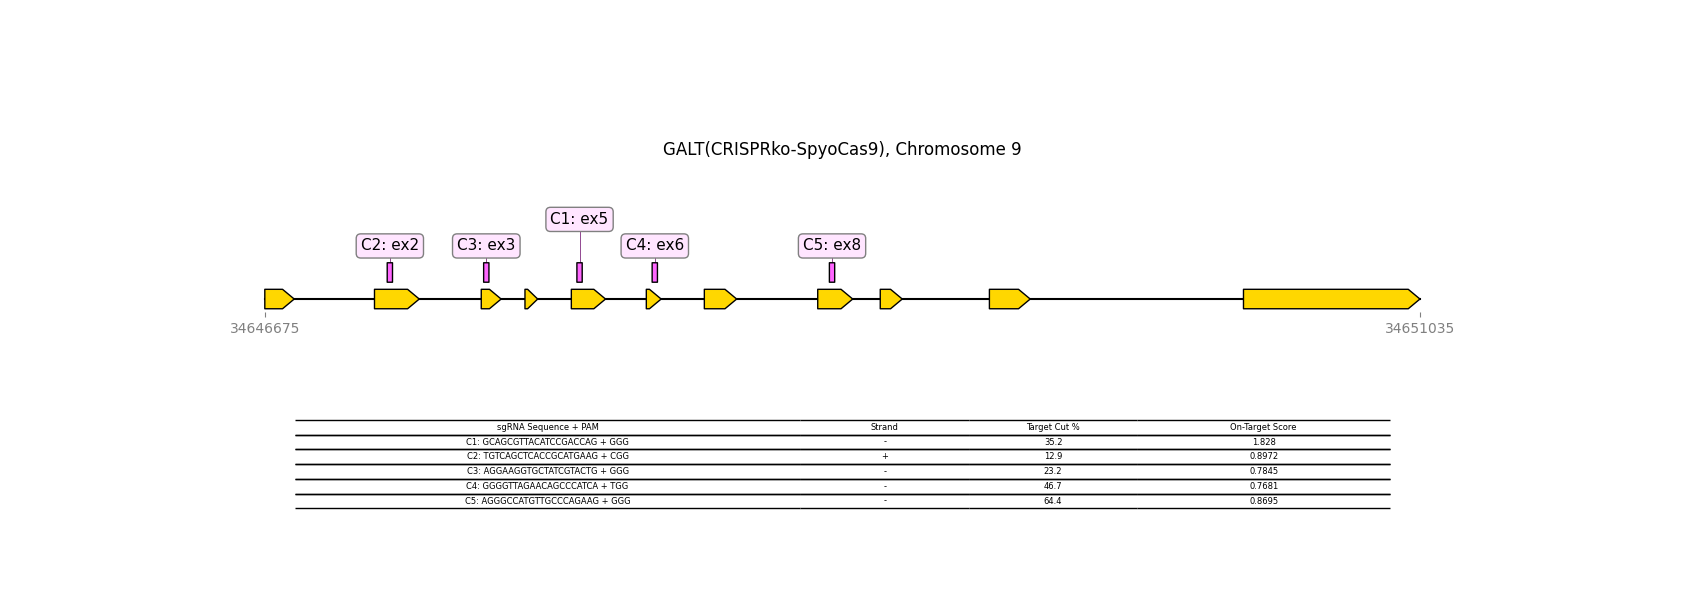 GALT(CRISPRko-SpyoCas9), Chromosome 9
C1: ex5
C2: ex2 C3: ex3 C4: ex6 C5: ex8
34646675 34651035
sgRNA Sequence + PAM Strand Target Cut % On-Target Score
C1: GCAGCGTTACATCCGACCAG + GGG - 35.2 1.828
C2: TGTCAGCTCACCGCATGAAG + CGG + 12.9 0.8972
C3: AGGAAGGTGCTATCGTACTG + GGG - 23.2 0.7845
C4: GGGGTTAGAACAGCCCATCA + TGG - 46.7 0.7681
C5: AGGGCCATGTTGCCCAGAAG + GGG - 64.4 0.8695